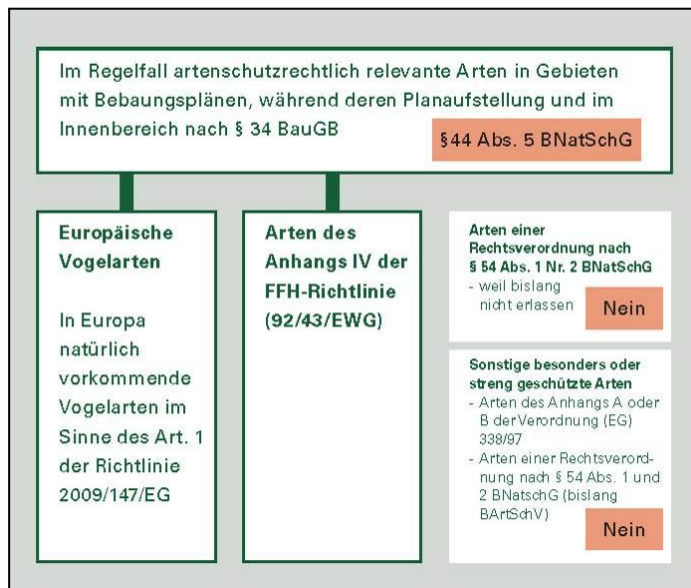 Im Regelfall artenschutzrechtlich relevante Arten in Gebieten
mit Bebaungsplänen, während deren Planaufstellung und im
Innenbereich nach § 34 BauGB
§44 Abs. 5 BNatSchG
Europäische
Vogelarten
In Europa
natürlich
vorkommende
Vogelarten im
Sinne des Art. 1
der Richtlinie
2009/147/EG
Arten des
Anhangs IV der
FFH-Richtlinie
(92/43/EWG)
Arten einer
Rechtsverordnung nach
§ 54 Abs. 1 Nr. 2 BNatSchG
- weil bislang
nicht erlassen
Nein
Sonstige besonders oder
streng geschützte Arten
- Arten des Anhangs A oder
B der Verordnung (EG)
338/97
- Arten einer Rechtsverord-
nung nach § 54 Abs. 1 und
2 BNatschG (bislang
BArtSchV)
Nein